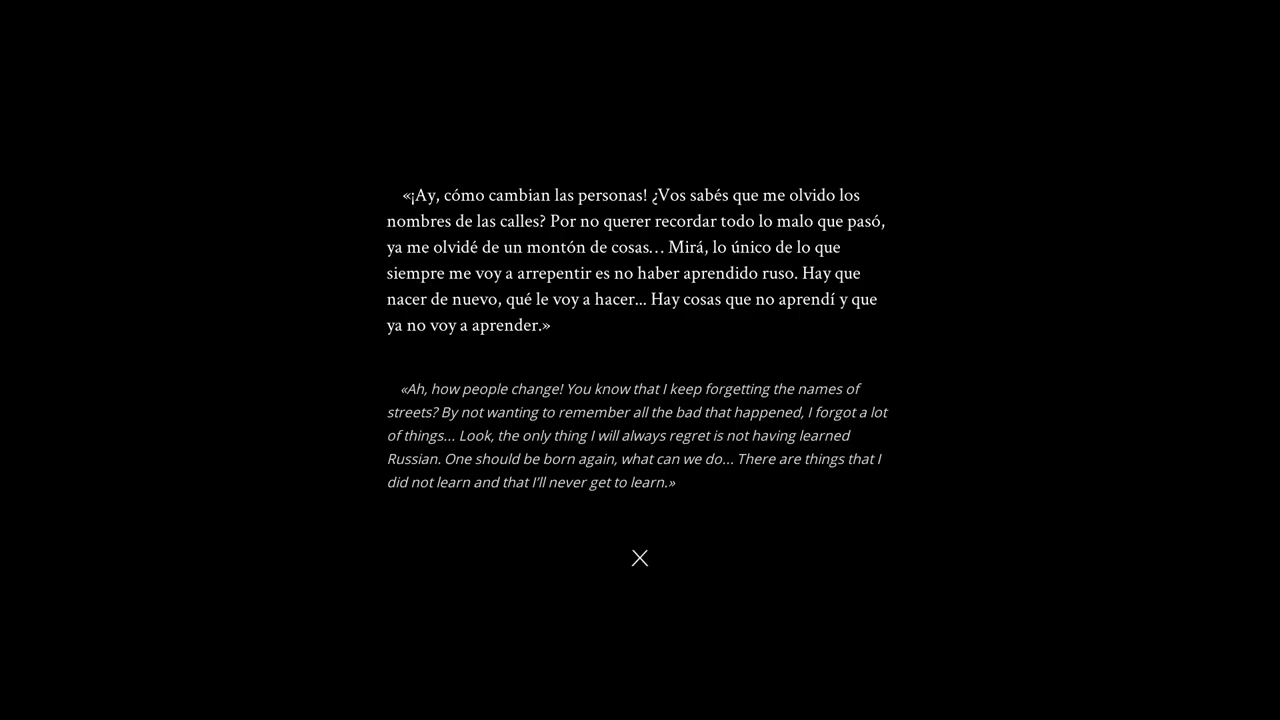 «¡Ay, cómo cambian las personas! ¿Vos sabés que me olvido los
nombres de las calles? Por no querer recordar todo lo malo que pasó,
ya me olvidé de un montón de cosas… Mirá, lo único de lo que
siempre me voy a arrepentir es no haber aprendido ruso. Hay que
nacer de nuevo, qué le voy a hacer... Hay cosas que no aprendí y que
ya no voy a aprender.»
«Ah, how people change! You know that I keep forgetting the names of
streets? By not wanting to remember all the bad that happened, I forgot a lot
of things... Look, the only thing I will always regret is not having learned
Russian. One should be born again, what can we do... There are things that I
did not learn and that I’ll never get to learn.»